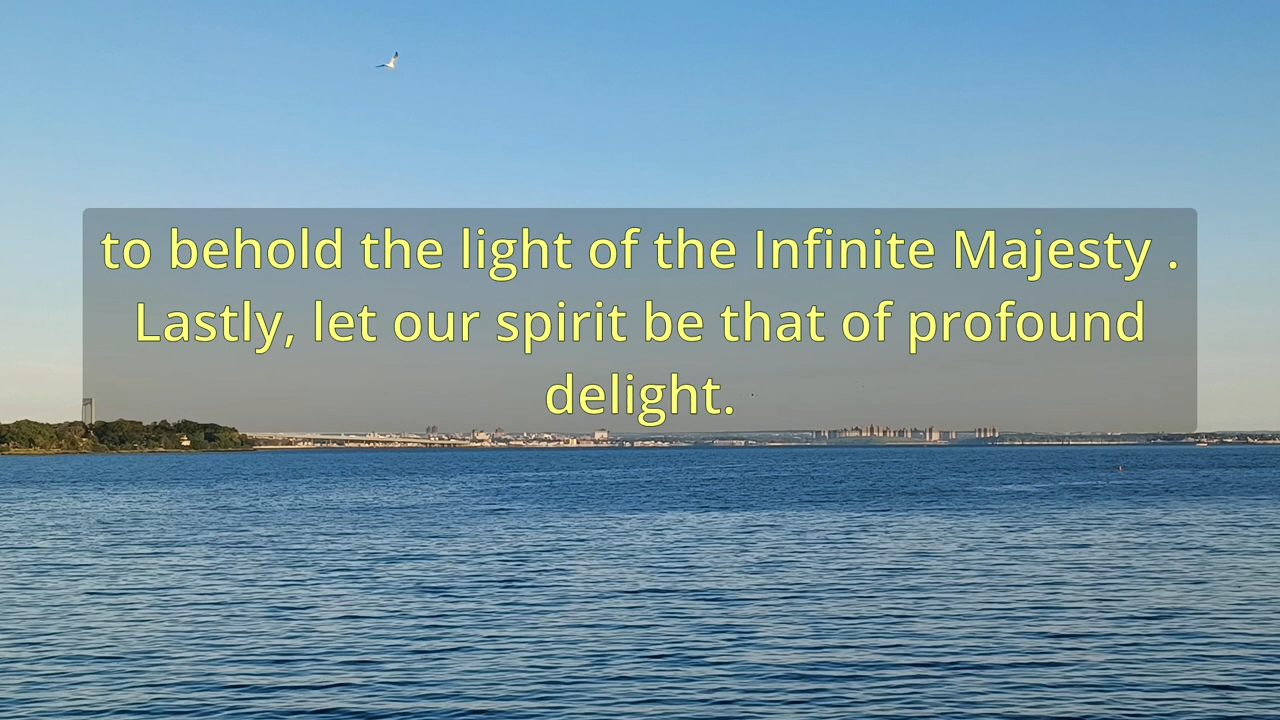 to behold the light of the Infinite Majesty .
Lastly, let our spirit be that of profound
delight.